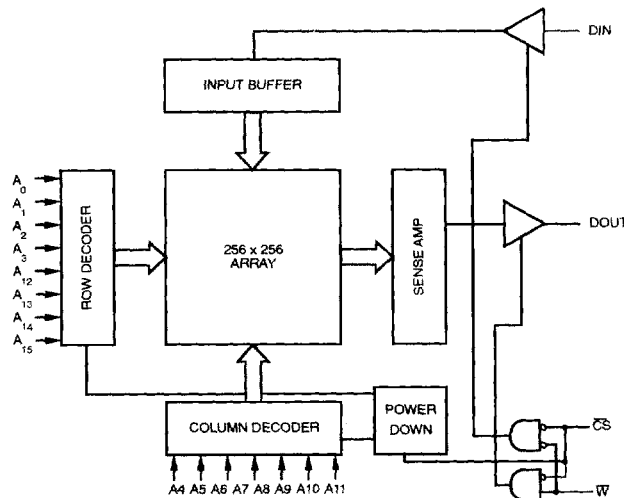 DIN
INPUT BUFFER
A0
A1
A2
A3
A12
A13
A14
A15
ROW DECODER
256 x 256
ARRAY
SENSE AMP
DOUT
COLUMN DECODER
POWER
DOWN
C̅S̅
W̅
A4 A5 A6 A7 A8 A9 A10 A11